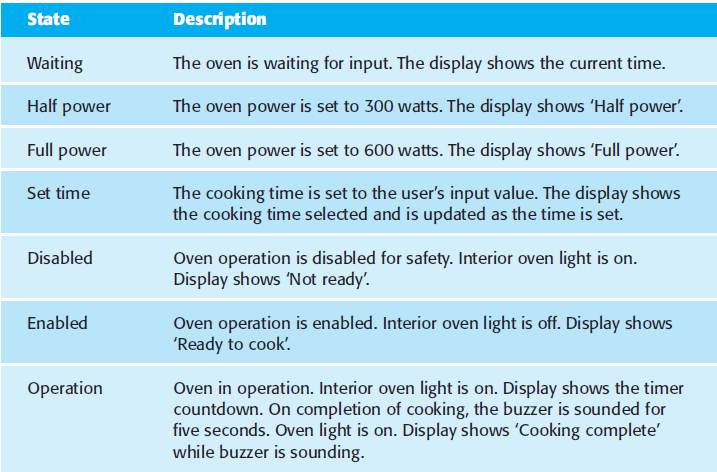 State Description
Waiting The oven is waiting for input. The display shows the current time.
Half power The oven power is set to 300 watts. The display shows ‘Half power’.
Full power The oven power is set to 600 watts. The display shows ‘Full power’.
Set time The cooking time is set to the user’s input value. The display shows
the cooking time selected and is updated as the time is set.
Disabled Oven operation is disabled for safety. Interior oven light is on.
Display shows ‘Not ready’.
Enabled Oven operation is enabled. Interior oven light is off. Display shows
‘Ready to cook’.
Operation Oven in operation. Interior oven light is on. Display shows the timer
countdown. On completion of cooking, the buzzer is sounded for
five seconds. Oven light is on. Display shows ‘Cooking complete’
while buzzer is sounding.